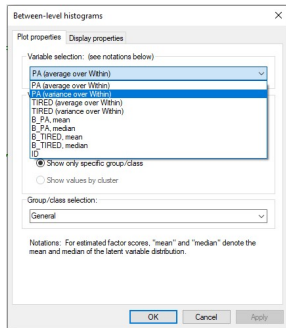 Between-level histograms
Plot properties Display properties
Variable selection: (see notations below)
PA (average over Within)
PA (average over Within)
PA (variance over Within)
TIRED (average over Within)
TIRED (variance over Within)
B_PA, mean
B_PA, median
B_TIRED, mean
B_TIRED, median
ID
Show only specific group/class
Show values by cluster
Group/class selection:
General
Notations: For estimated factor scores, "mean" and "median" denote the
mean and median of the latent variable distribution.
OK Cancel Apply